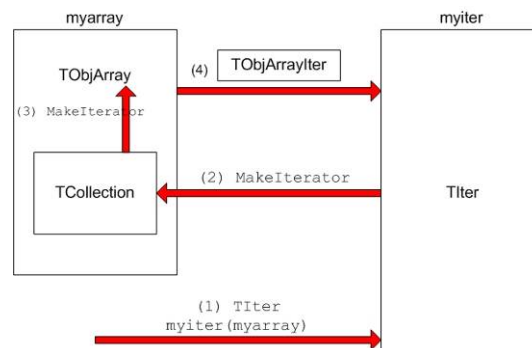 myarray
myiter
TObjArray
(4)
TObjArrayIter
(3) MakeIterator
TCollection
(2) MakeIterator
TIter
(1) TIter
myiter(myarray)